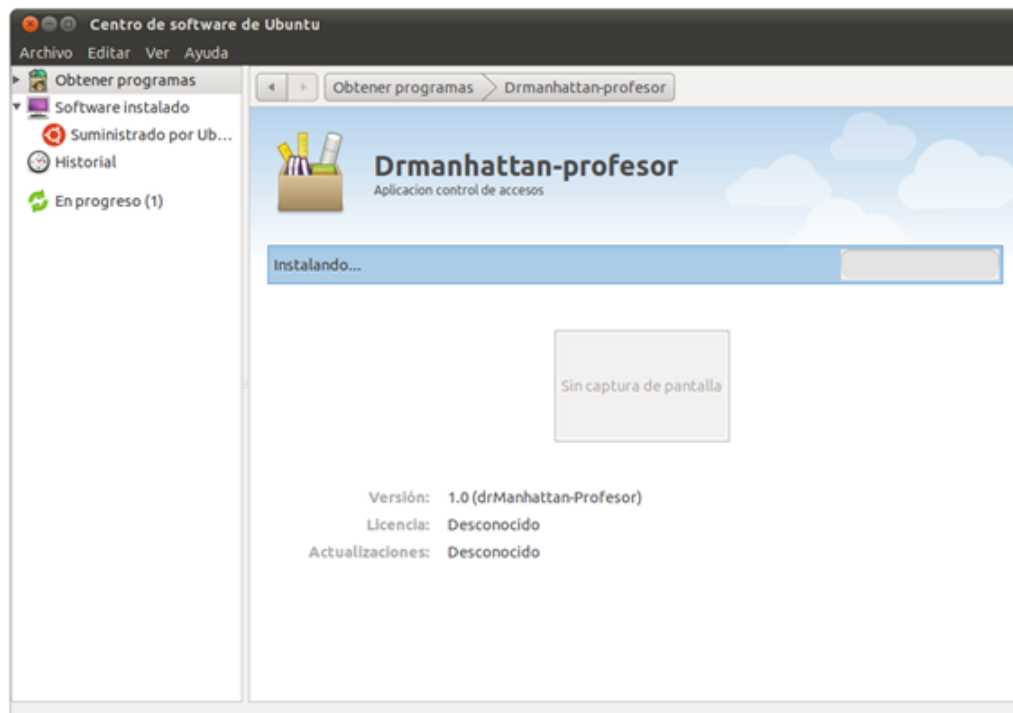 Centro de software de Ubuntu
Archivo Editar Ver Ayuda
Obtener programas
Software instalado
Suministrado por Ub...
Historial
En progreso (1)
Obtener programas Drmanhattan-profesor
Drmanhattan-profesor
Aplicacion control de accesos
Instalando...
Sin captura de pantalla
Versión: 1.0 (drManhattan-Profesor)
Licencia: Desconocido
Actualizaciones: Desconocido